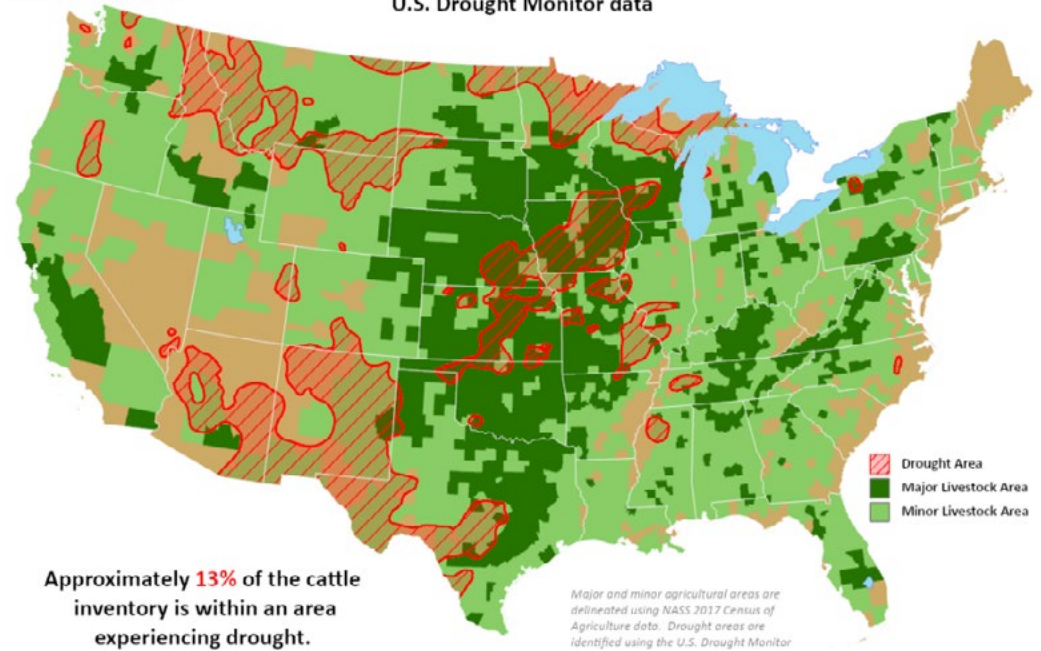 U.S. Drought Monitor data
Drought Area
Major Livestock Area
Minor Livestock Area
Approximately 13% of the cattle
inventory is within an area
experiencing drought.
Major and minor agricultural areas are
delineated using NASS 2017 Census of
Agriculture data. Drought areas are
identified using the U.S. Drought Monitor